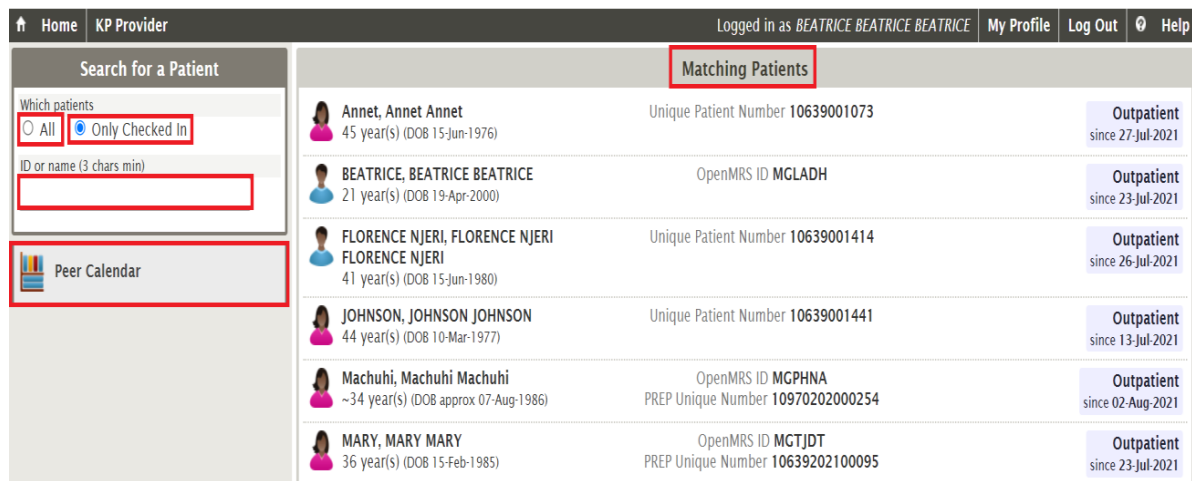 Home KP Provider Logged in as BEATRICE BEATRICE BEATRICE My Profile Log Out Help
Search for a Patient
Which patients
All Only Checked In
ID or name (3 chars min)
Peer Calendar
Matching Patients
Annet, Annet Annet Unique Patient Number 10639001073 Outpatient
45 year(s) (DOB 15-Jun-1976) since 27-Jul-2021
BEATRICE, BEATRICE BEATRICE OpenMRS ID MGLADH Outpatient
21 year(s) (DOB 19-Apr-2000) since 23-Jul-2021
FLORENCE NJERI, FLORENCE NJERI Unique Patient Number 10639001414 Outpatient
FLORENCE NJERI since 26-Jul-2021
41 year(s) (DOB 15-Jun-1980)
JOHNSON, JOHNSON JOHNSON Unique Patient Number 10639001441 Outpatient
44 year(s) (DOB 10-Mar-1977) since 13-Jul-2021
Machuhi, Machuhi Machuhi OpenMRS ID MGPHNA Outpatient
~34 year(s) (DOB approx 07-Aug-1986) PREP Unique Number 10970202000254 since 02-Aug-2021
MARY, MARY MARY OpenMRS ID MGTJDT Outpatient
36 year(s) (DOB 15-Feb-1985) PREP Unique Number 10639202100095 since 23-Jul-2021